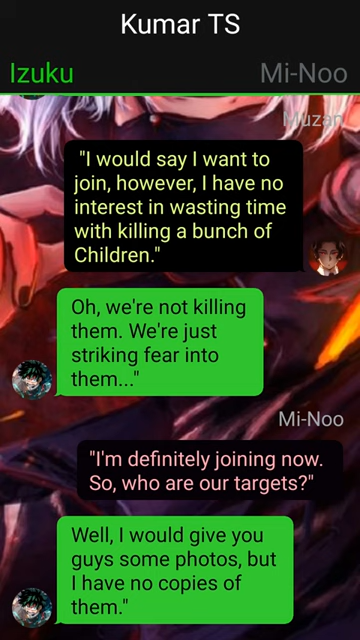 Kumar TS
Izuku
Mi-Noo
Muzan
"I would say I want to
join, however, I have no
interest in wasting time
with killing a bunch of
Children."
Oh, we're not killing
them. We're just
striking fear into
them..."
Mi-Noo
"I'm definitely joining now.
So, who are our targets?"
Well, I would give you
guys some photos, but
I have no copies of
them."